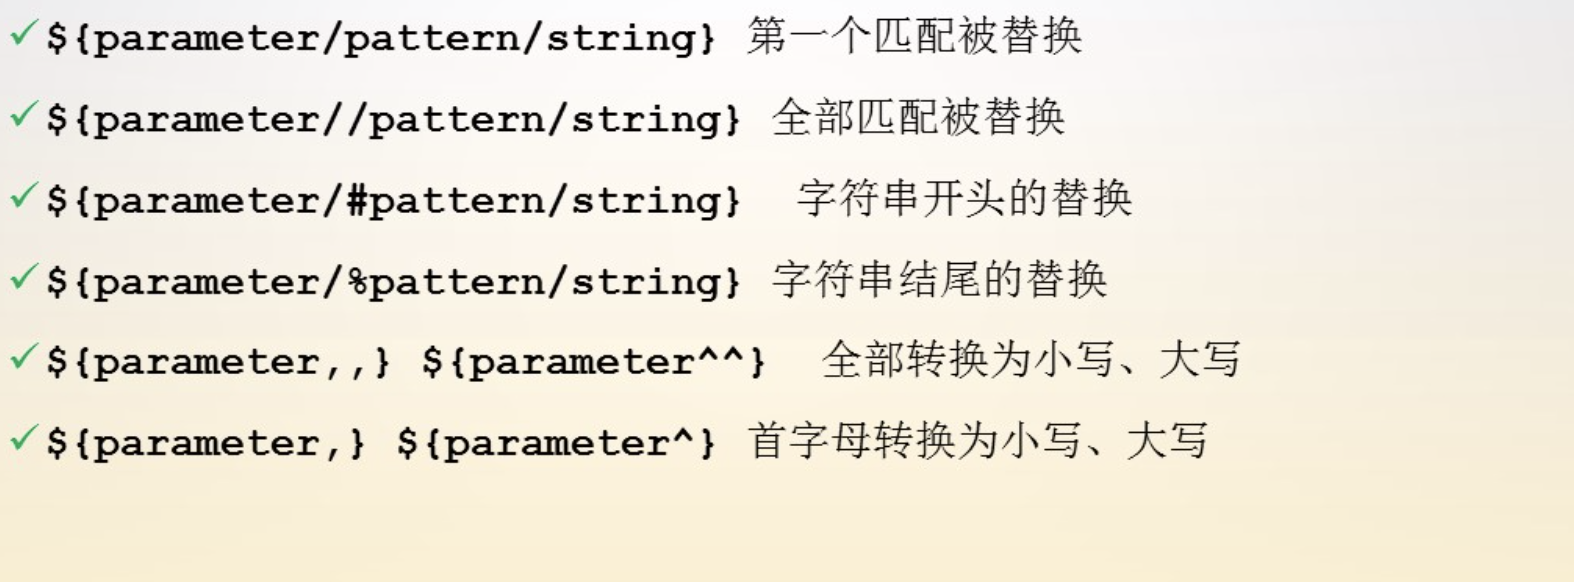 ✓ ${parameter/pattern/string} 第一个匹配被替换
✓ ${parameter//pattern/string} 全部匹配被替换
✓ ${parameter/#pattern/string} 字符串开头的替换
✓ ${parameter/%pattern/string} 字符串结尾的替换
✓ ${parameter,,} ${parameter^^} 全部转换为小写、大写
✓ ${parameter,} ${parameter^} 首字母转换为小写、大写